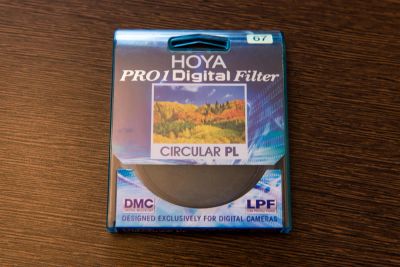 67
HOYA
PRO1 Digital Filter
CIRCULAR PL
DMC LPF
DESIGNED EXCLUSIVELY FOR DIGITAL CAMERAS